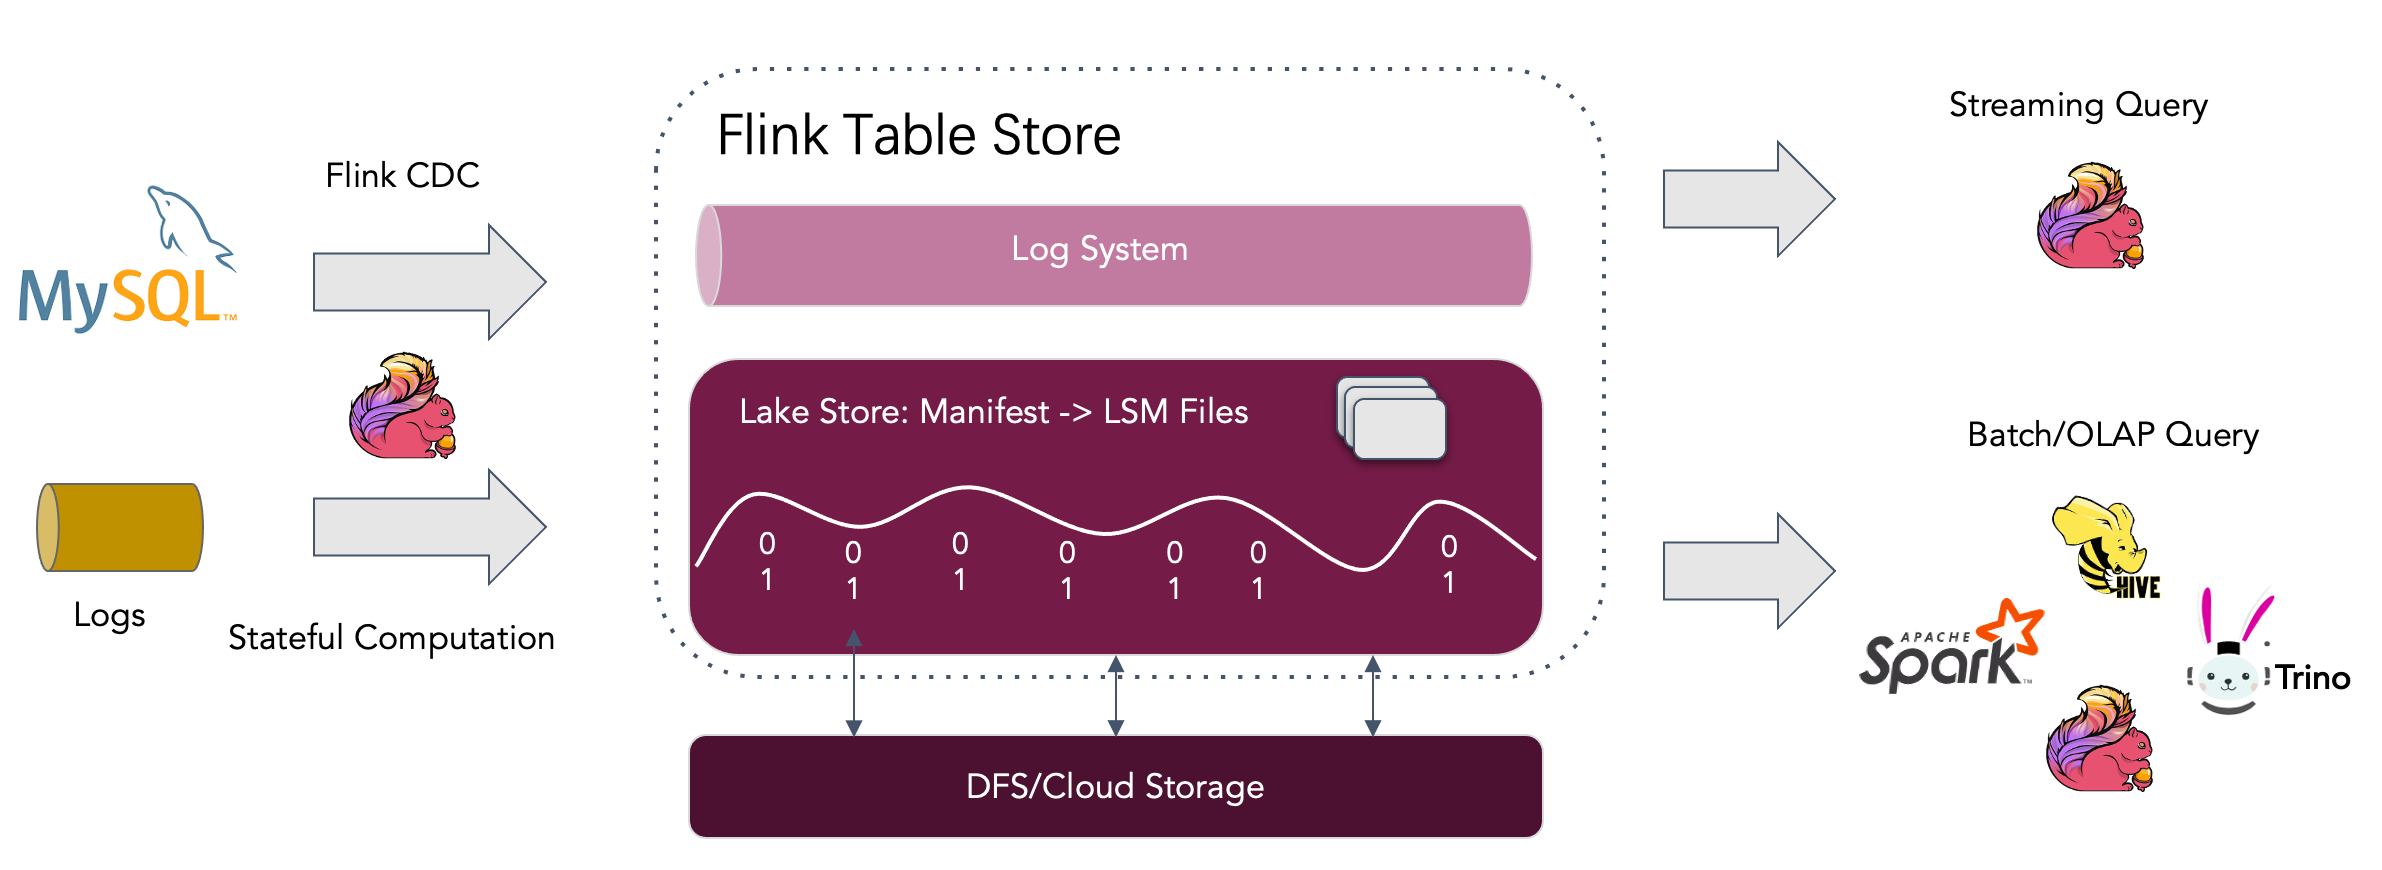 Flink Table Store
Streaming Query
Flink CDC
MySQL™
Log System
Lake Store: Manifest -> LSM Files
0 0 0 0 0 0 0
1 1 1 1 1 1 1
Logs
Stateful Computation
Batch/OLAP Query
HIVE
APACHE
Spark™
Trino
DFS/Cloud Storage